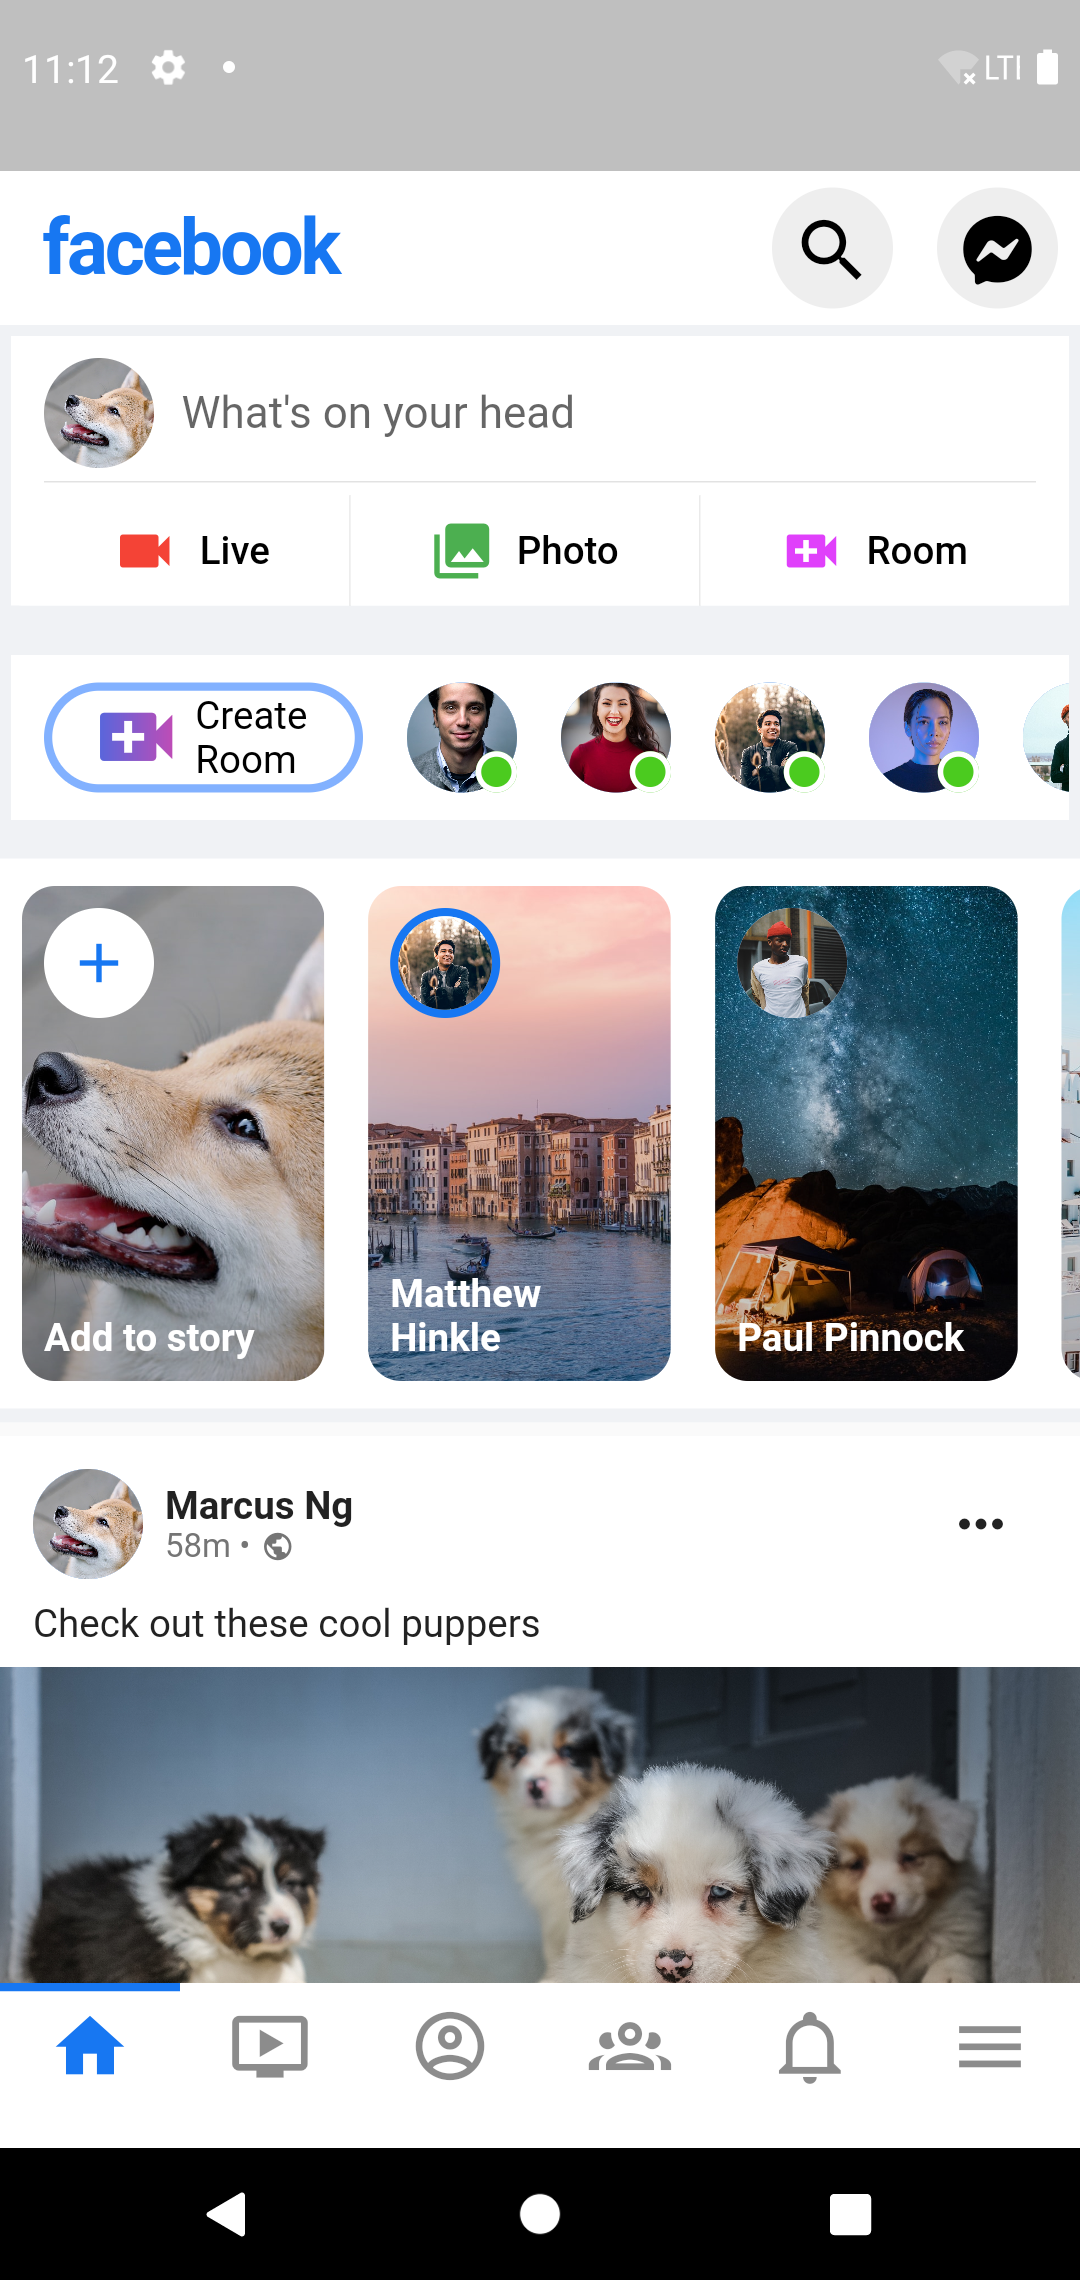 11:12
LTI
facebook
What's on your head
Live
Photo
Room
Create
Room
Add to story
Matthew
Hinkle
Paul Pinnock
Marcus Ng
58m •
Check out these cool puppers